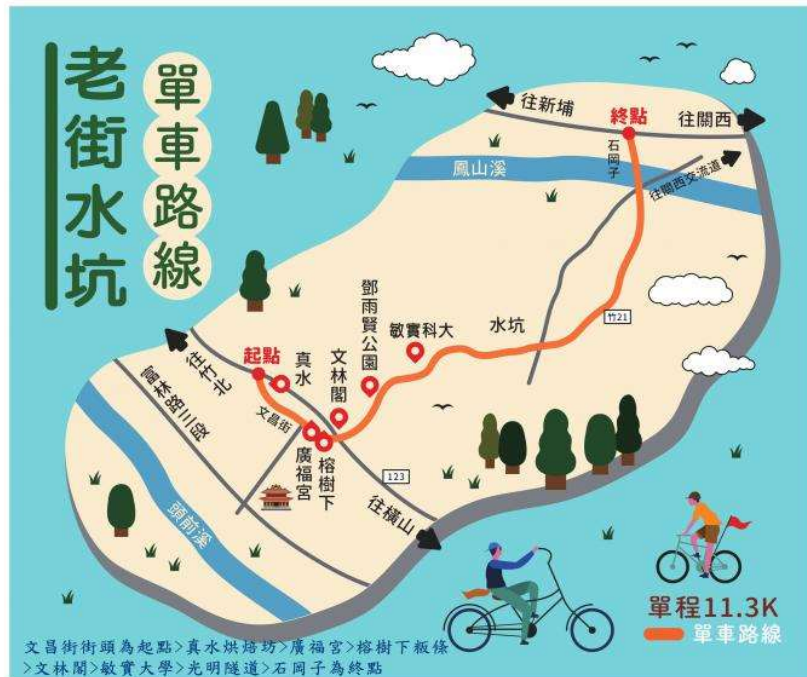 老街水坑
單車路線
往新埔
終點
往關西
石岡子
鳳山溪
往關西交流道
鄧雨賢公園
敏實科大
水坑
竹21
起點
真水
文林閣
往竹北
富林路三段
文昌街
廣福宮
榕樹下
123
往橫山
頭前溪
單程11.3K
單車路線
文昌街街頭為起點>真水烘焙坊>廣福宮>榕樹下粄條
>文林閣>敏實大學>光明隧道>石岡子為終點